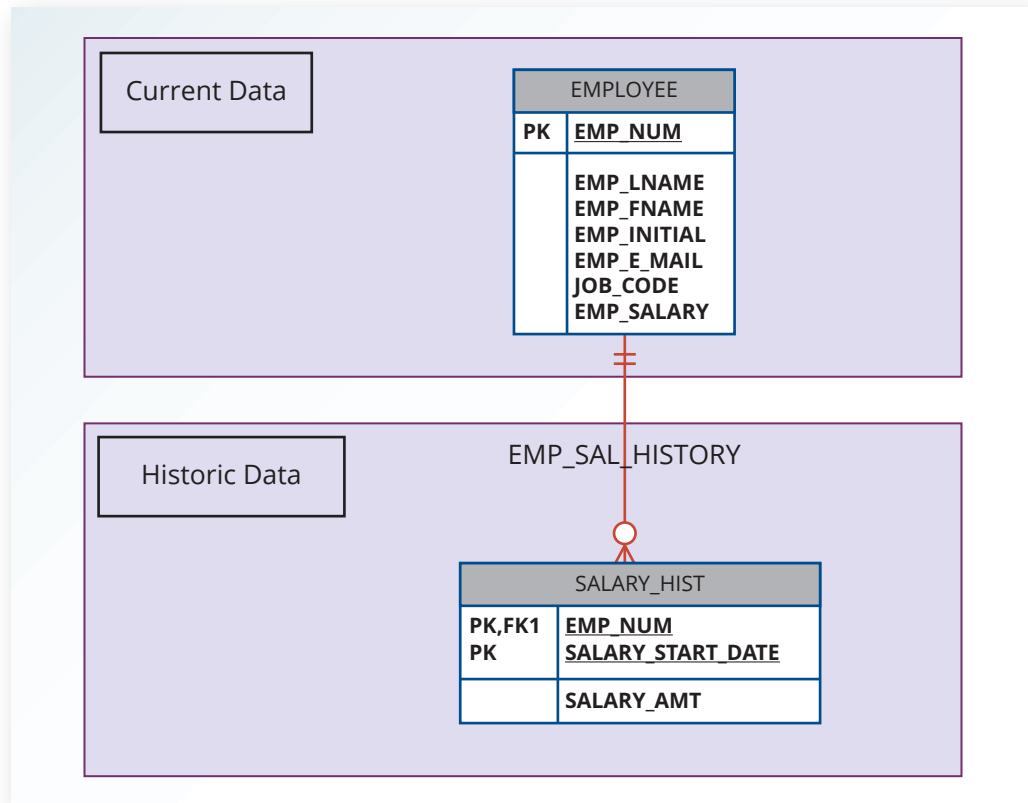 Current Data
EMPLOYEE
PK EMP_NUM
EMP_LNAME
EMP_FNAME
EMP_INITIAL
EMP_E_MAIL
JOB_CODE
EMP_SALARY
Historic Data
EMP_SAL_HISTORY
SALARY_HIST
PK,FK1 EMP_NUM
PK SALARY_START_DATE
SALARY_AMT